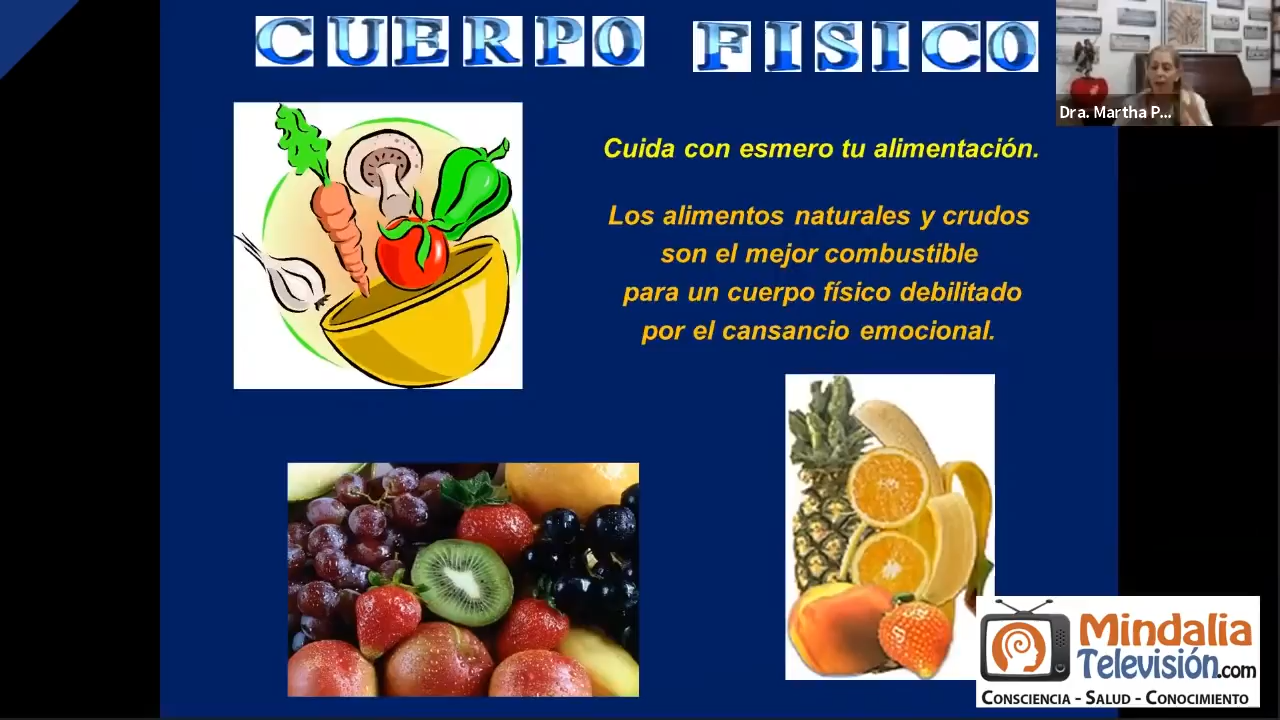 CUERPO FISICO
Dra. Martha P...
Cuida con esmero tu alimentación.
Los alimentos naturales y crudos
son el mejor combustible
para un cuerpo físico debilitado
por el cansancio emocional.
Mindalia
Televisión.com
CONSCIENCIA - SALUD - CONOCIMIENTO